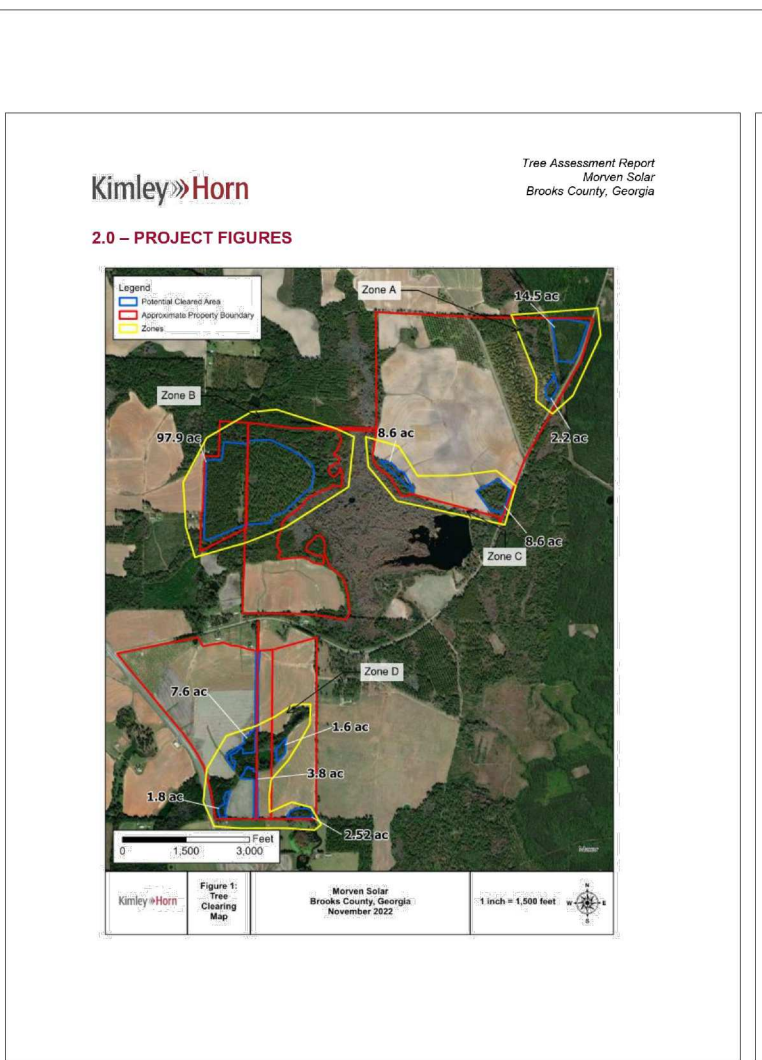 Kimley»Horn
Tree Assessment Report
Morven Solar
Brooks County, Georgia
2.0 – PROJECT FIGURES
Legend
Potential Cleared Area
Approximate Property Boundary
Zones
Zone A
14.5 ac
2.2 ac
Zone B
97.9 ac
8.6 ac
8.6 ac
Zone C
Zone D
7.6 ac
1.6 ac
3.8 ac
1.8 ac
2.52 ac
Feet
0 1,500 3,000
Kimley»Horn
Figure 1:
Tree
Clearing
Map
Morven Solar
Brooks County, Georgia
November 2022
1 inch = 1,500 feet
N
W E
S